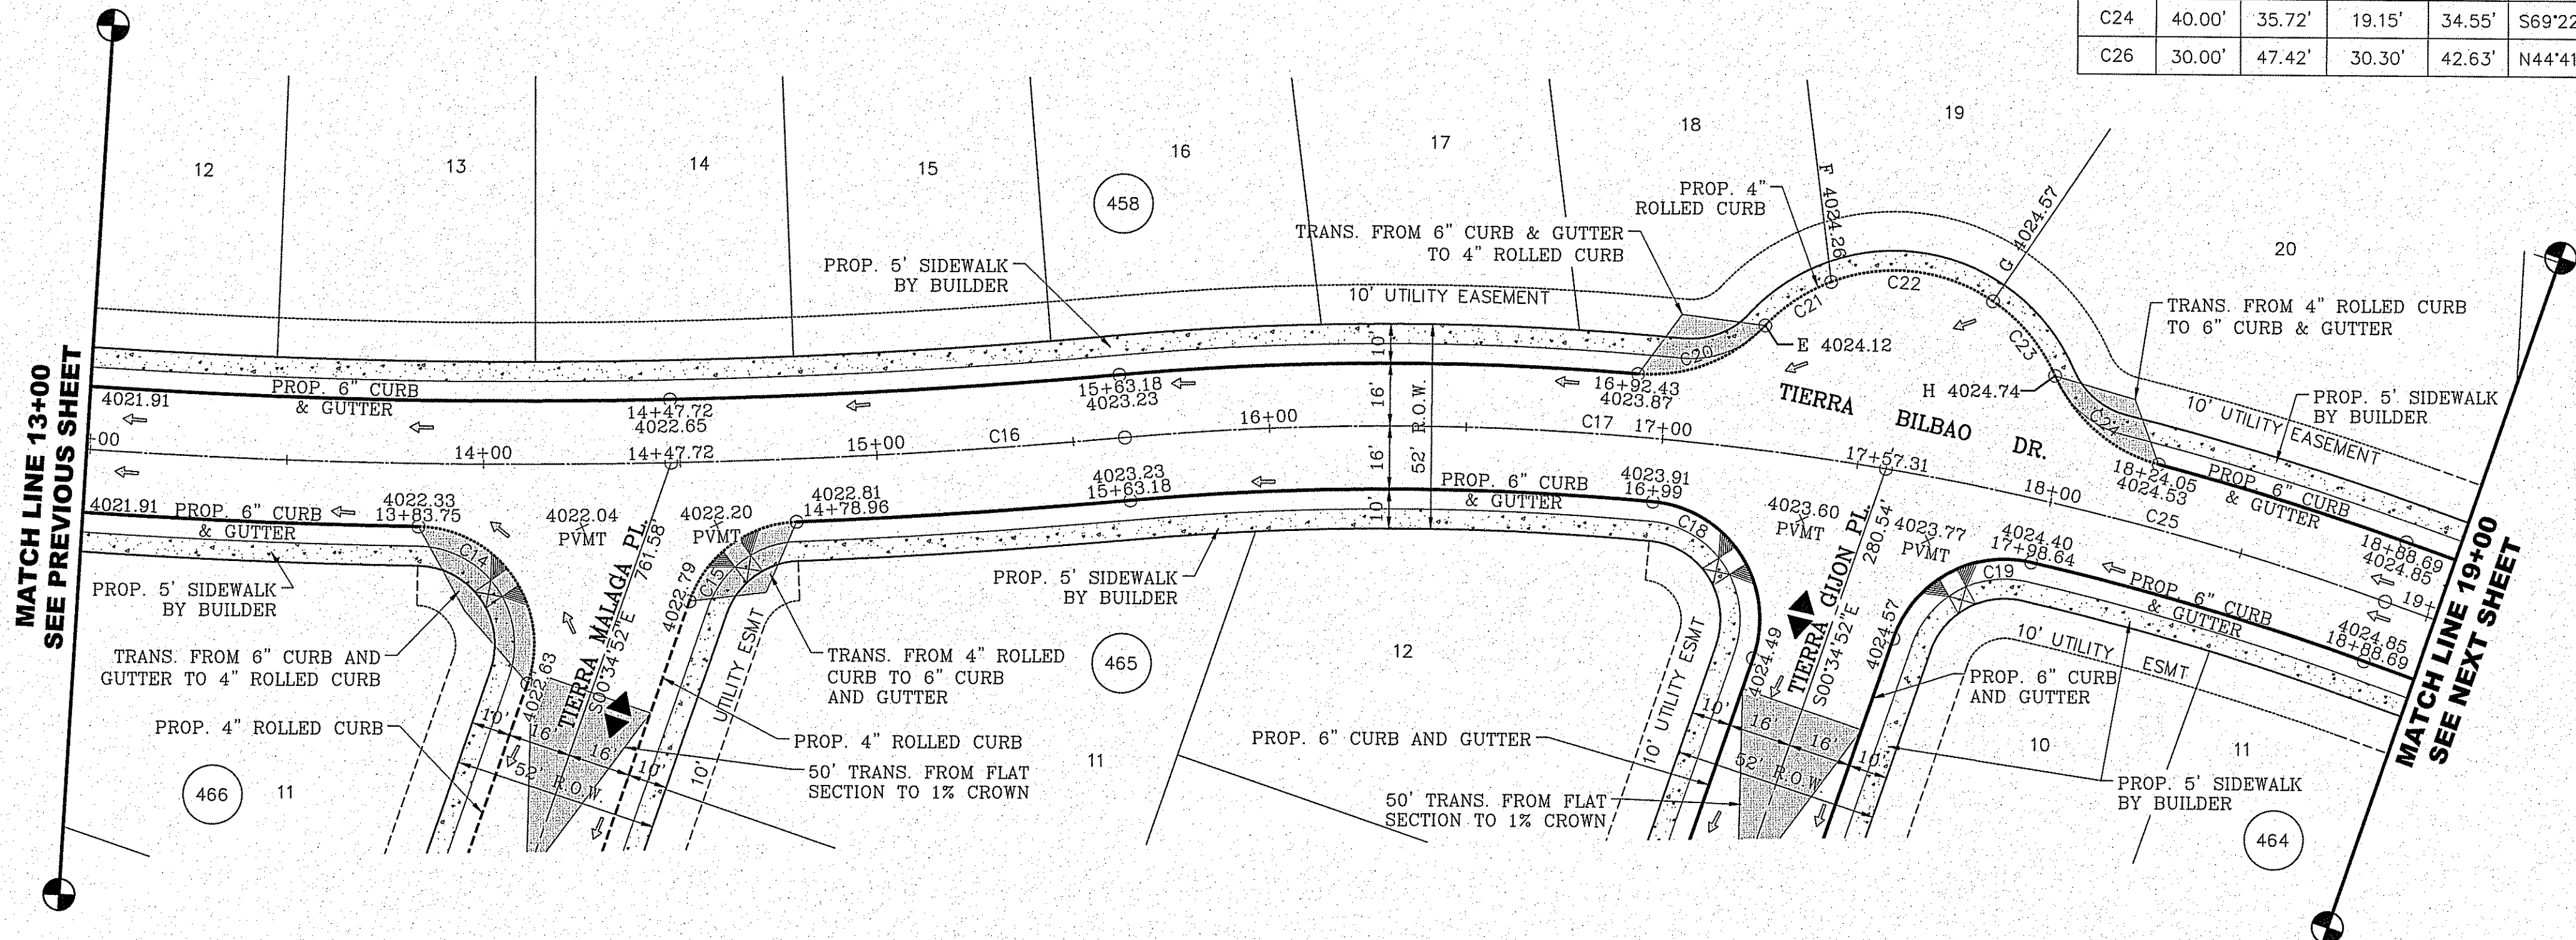 C24 40.00' 35.72' 19.15' 34.55' S69°22
C26 30.00' 47.42' 30.30' 42.63' N44°41
MATCH LINE 13+00
SEE PREVIOUS SHEET
12
13
14
15
16
17
18
19
20
458
PROP. 4"
ROLLED CURB
TRANS. FROM 6" CURB & GUTTER
TO 4" ROLLED CURB
PROP. 5' SIDEWALK
BY BUILDER
10' UTILITY EASEMENT
F 4024.26
G 4024.57
C20
C21
C22
C23
C24
E 4024.12
H 4024.74
TRANS. FROM 4" ROLLED CURB
TO 6" CURB & GUTTER
PROP. 5' SIDEWALK
BY BUILDER
10' UTILITY EASEMENT
PROP. 6" CURB
& GUTTER
4021.91
14+47.72
4022.65
15+63.18
4023.23
16+92.43
4023.87
10'
16'
16'
10'
52' R.O.W.
TIERRA BILBAO DR.
18+24.05
4024.53
PROP. 6" CURB
& GUTTER
18+88.69
4024.85
+00
14+00
14+47.72
15+00
C16
16+00
C17
17+00
17+57.31
18+00
C25
19+
MATCH LINE 19+00
SEE NEXT SHEET
4021.91
PROP. 6" CURB
& GUTTER
4022.33
13+83.75
C14
4022.04
PVMT
4022.20
PVMT
4022.81
14+78.96
C15
4023.23
15+63.18
PROP. 6" CURB
& GUTTER
4023.91
16+99
C18
4023.60
PVMT
4023.77
PVMT
4024.40
17+98.64
C19
PROP. 6" CURB
& GUTTER
4024.85
18+88.69
PROP. 5' SIDEWALK
BY BUILDER
TRANS. FROM 6" CURB AND
GUTTER TO 4" ROLLED CURB
PROP. 4" ROLLED CURB
4022.63
TIERRA MALAGA PL.
S00°34'52"E 761.58'
4022.79
10'
16'
16'
10'
52' R.O.W.
10' UTILITY ESMT
TRANS. FROM 4" ROLLED
CURB TO 6" CURB
AND GUTTER
PROP. 4" ROLLED CURB
50' TRANS. FROM FLAT
SECTION TO 1% CROWN
466
11
465
11
12
PROP. 5' SIDEWALK
BY BUILDER
PROP. 6" CURB AND GUTTER
50' TRANS. FROM FLAT
SECTION TO 1% CROWN
10' UTILITY ESMT
4024.49
TIERRA GIJON PL.
S00°34'52"E 280.54'
4024.57
10'
16'
16'
10'
52' R.O.W
10' UTILITY ESMT
PROP. 6" CURB
AND GUTTER
10
11
PROP. 5' SIDEWALK
BY BUILDER
464